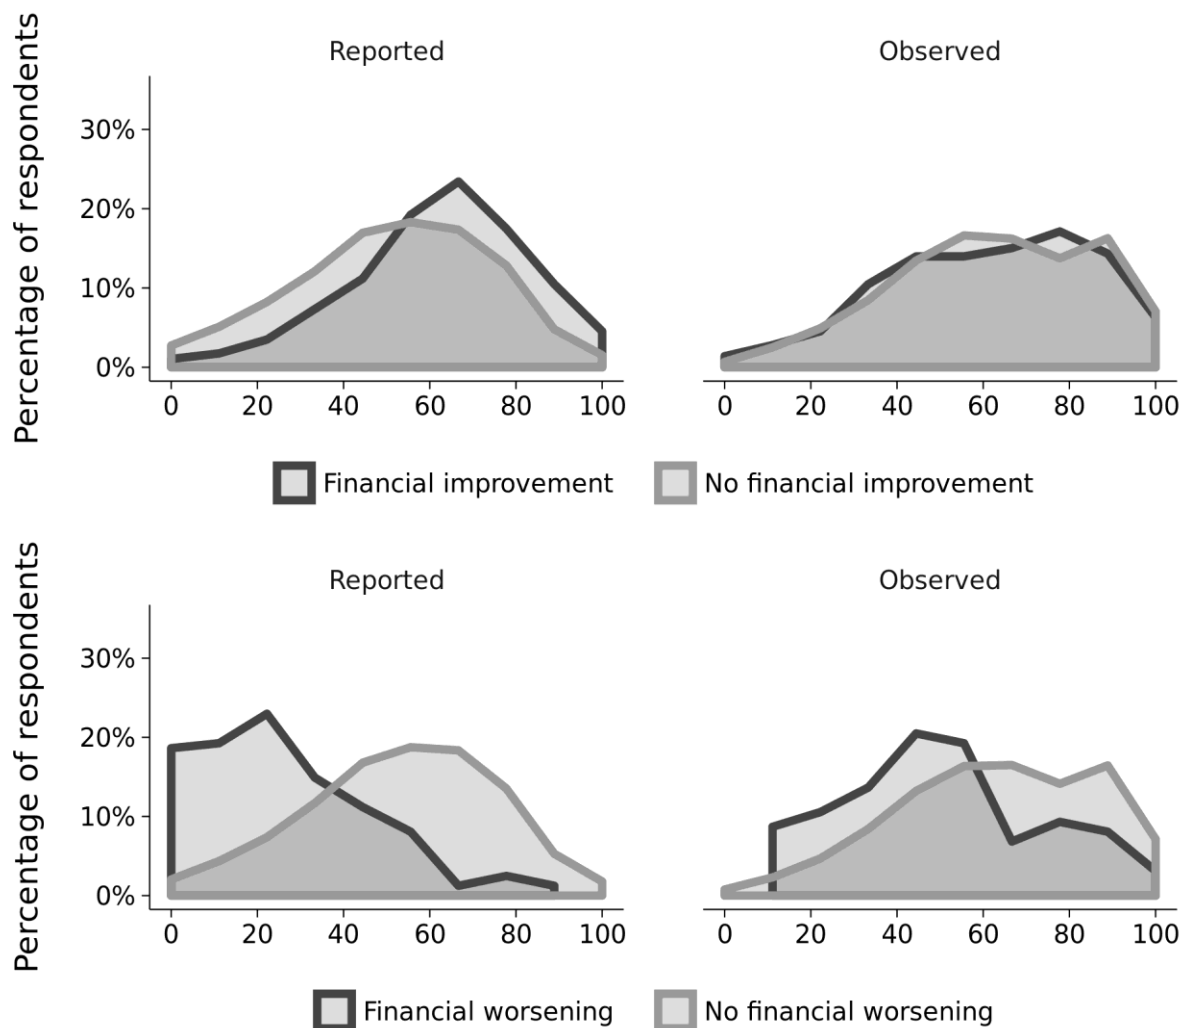 Reported Observed
Percentage of respondents
30%
20%
10%
0%
0 20 40 60 80 100 0 20 40 60 80 100
Financial improvement No financial improvement
Reported Observed
Percentage of respondents
30%
20%
10%
0%
0 20 40 60 80 100 0 20 40 60 80 100
Financial worsening No financial worsening